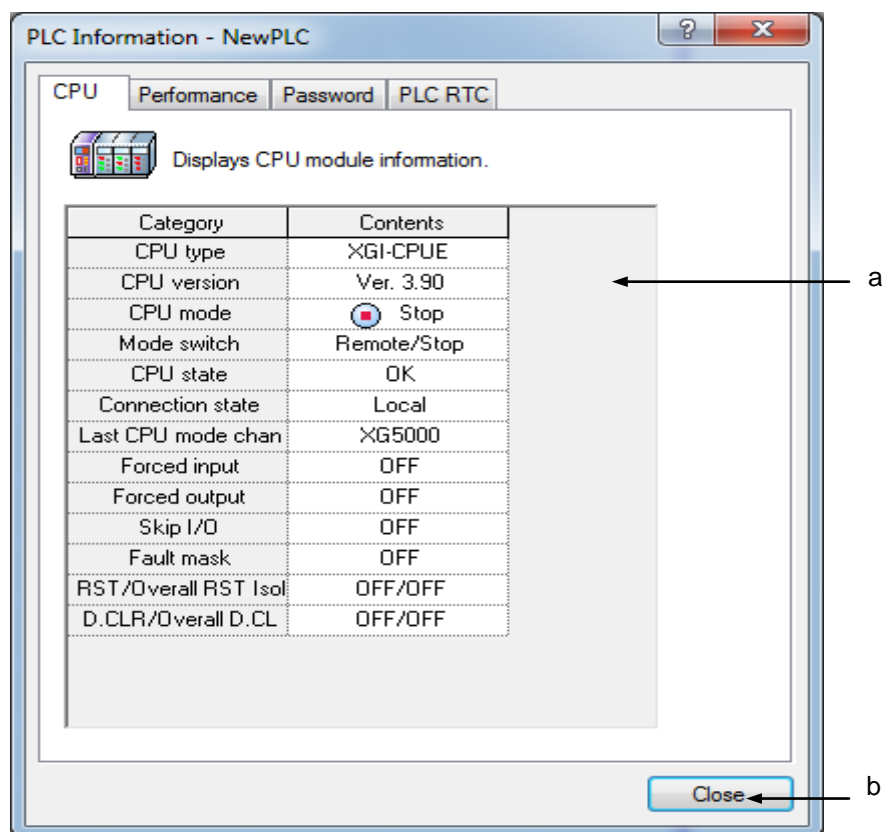 PLC Information - NewPLC
CPU Performance Password PLC RTC
Displays CPU module information.
Category Contents
CPU type XGI-CPUE
CPU version Ver. 3.90
CPU mode Stop
Mode switch Remote/Stop
CPU state OK
Connection state Local
Last CPU mode chan XG5000
Forced input OFF
Forced output OFF
Skip I/O OFF
Fault mask OFF
RST/Overall RST Isol OFF/OFF
D.CLR/Overall D.CL OFF/OFF
a
Close
b